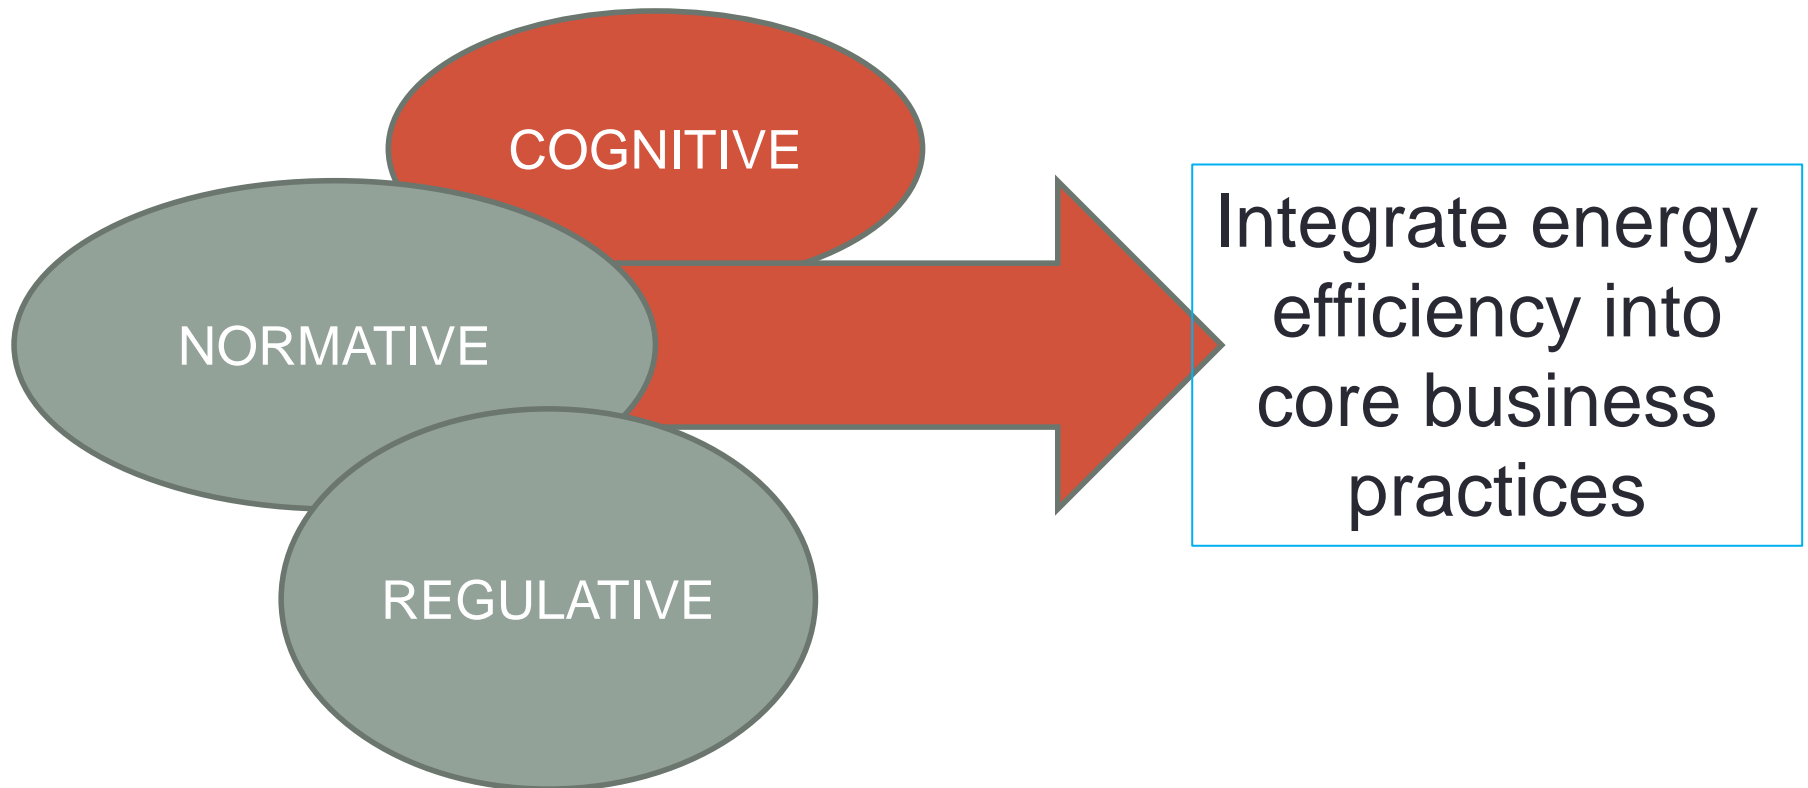 COGNITIVE
NORMATIVE
REGULATIVE
Integrate energy
efficiency into
core business
practices